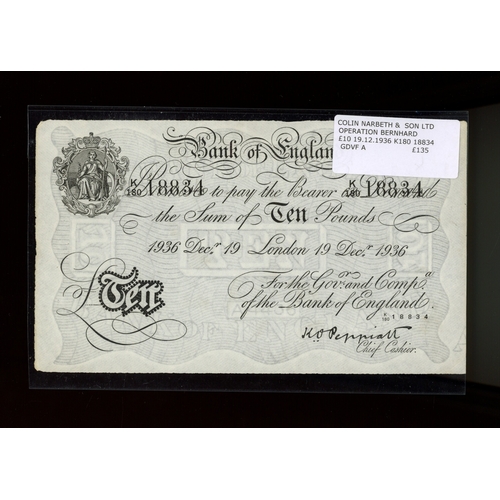 COLIN NARBETH & SON LTD
OPERATION BERNHARD
£10 19.12.1936 K180 18834
GDVF A £135
Bank of England
K/180 18834 to pay the Bearer K/180 18834
the Sum of Ten Pounds
1936 Decr. 19 London 19 Decr. 1936
For the Govr. and Compa.
of the Bank of England.
Ten
K/180 18834
K.O. Peppiatt
Chief Cashier.